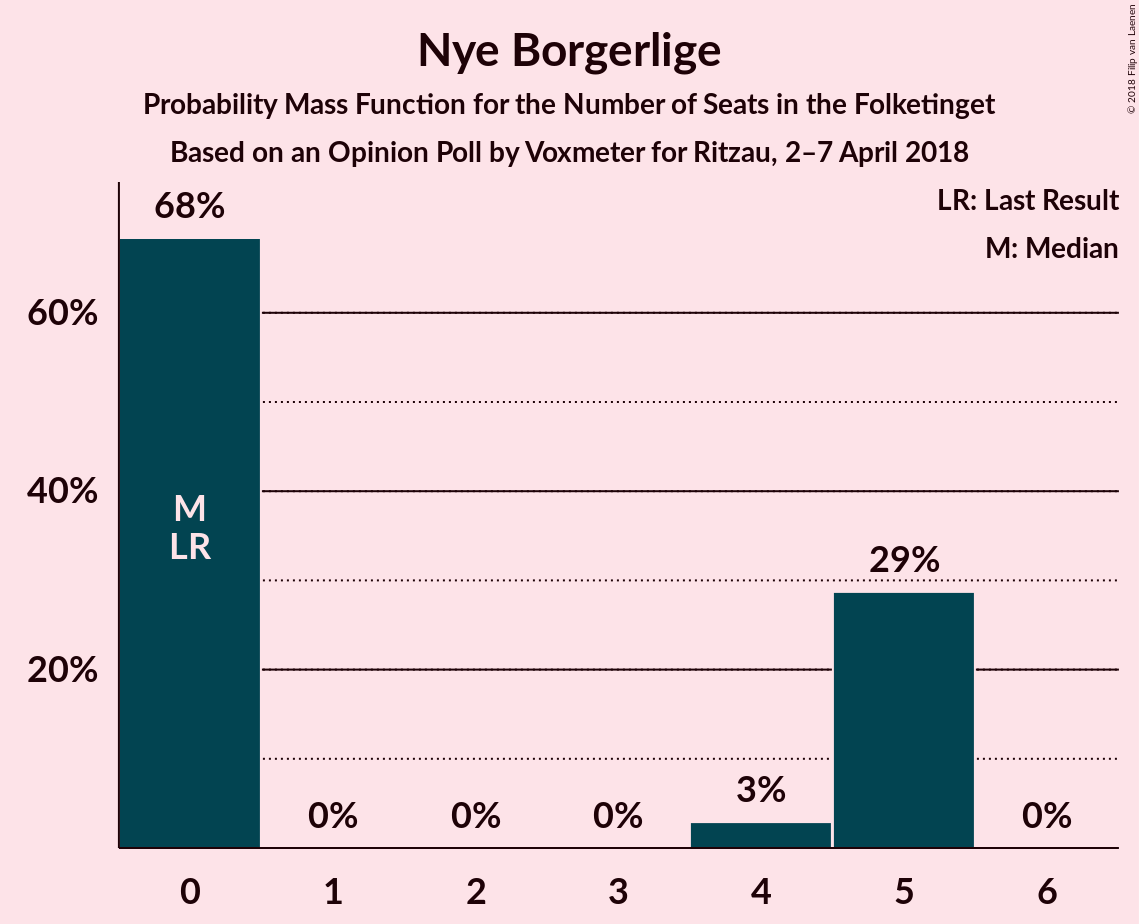 Nye Borgerlige
Probability Mass Function for the Number of Seats in the Folketinget
Based on an Opinion Poll by Voxmeter for Ritzau, 2–7 April 2018
© 2018 Filip van Laenen
LR: Last Result
M: Median
68%
60%
40%
20%
M
LR
0%
0%
0%
3%
29%
0%
0 1 2 3 4 5 6